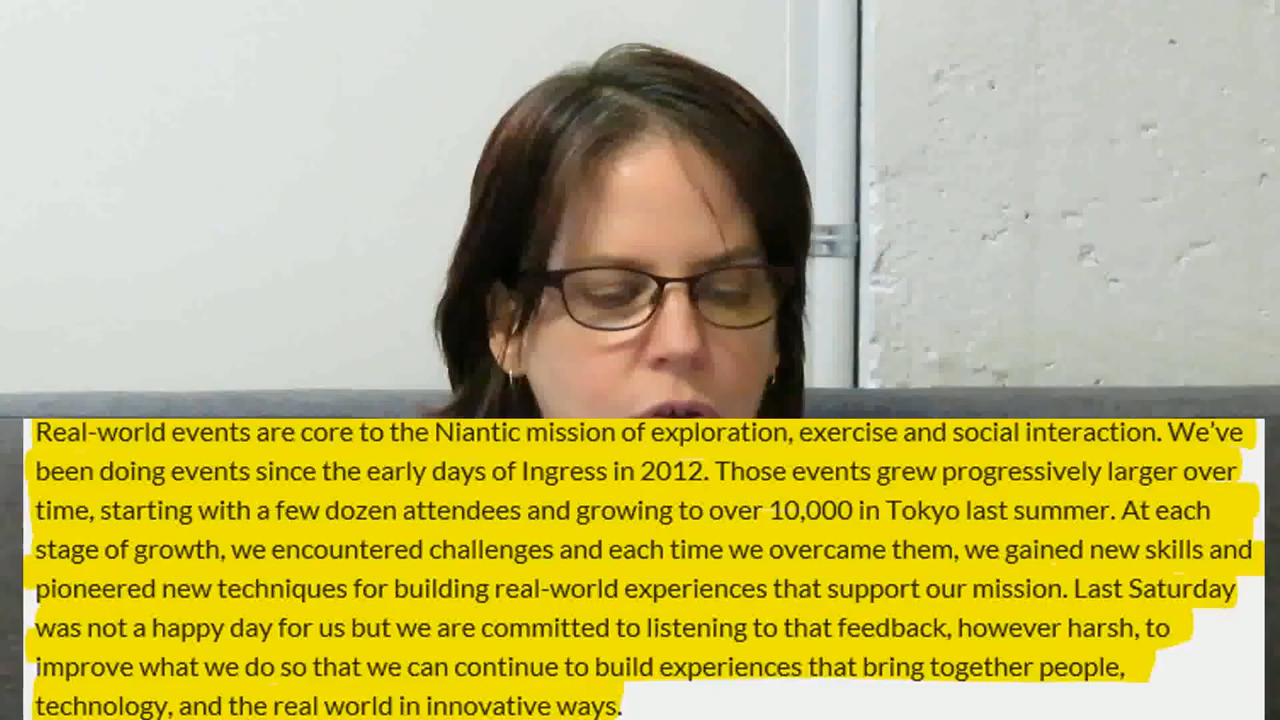 Real-world events are core to the Niantic mission of exploration, exercise and social interaction. We’ve
been doing events since the early days of Ingress in 2012. Those events grew progressively larger over
time, starting with a few dozen attendees and growing to over 10,000 in Tokyo last summer. At each
stage of growth, we encountered challenges and each time we overcame them, we gained new skills and
pioneered new techniques for building real-world experiences that support our mission. Last Saturday
was not a happy day for us but we are committed to listening to that feedback, however harsh, to
improve what we do so that we can continue to build experiences that bring together people,
technology, and the real world in innovative ways.